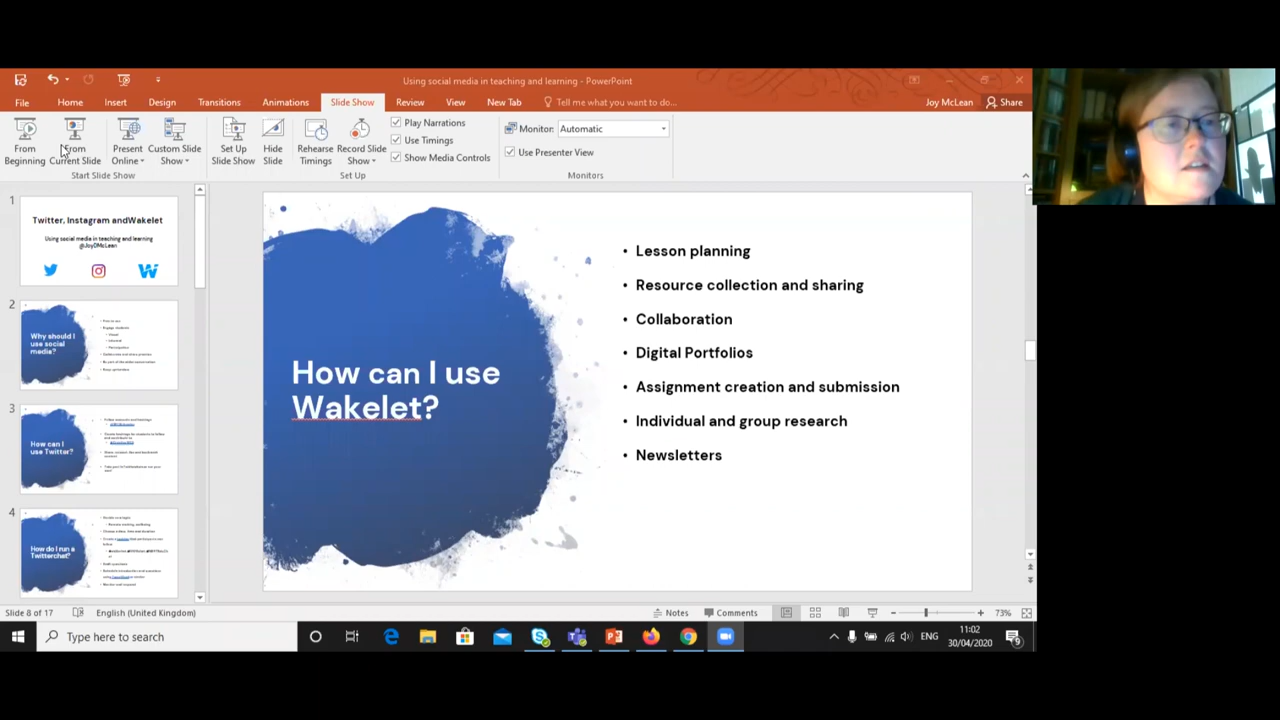 Using social media in teaching and learning - PowerPoint
File Home Insert Design Transitions Animations Slide Show Review View New Tab Tell me what you want to do... Joy McLean Share
From Beginning
From Current Slide
Present Online
Custom Slide Show
Set Up Slide Show
Hide Slide
Rehearse Timings
Record Slide Show
Play Narrations
Use Timings
Show Media Controls
Monitor: Automatic
Use Presenter View
Start Slide Show
Set Up
Monitors
1
Twitter, Instagram andWakelet
Using social media in teaching and learning
@JoyDMcLean
2
Why should I
use social
media?
3
How can I
use Twitter?
4
How do I run a
Twitterchat?
How can I use
Wakelet?
• Lesson planning
• Resource collection and sharing
• Collaboration
• Digital Portfolios
• Assignment creation and submission
• Individual and group research
• Newsletters
Slide 8 of 17 English (United Kingdom) Notes Comments 73%
Type here to search
ENG
11:02
30/04/2020